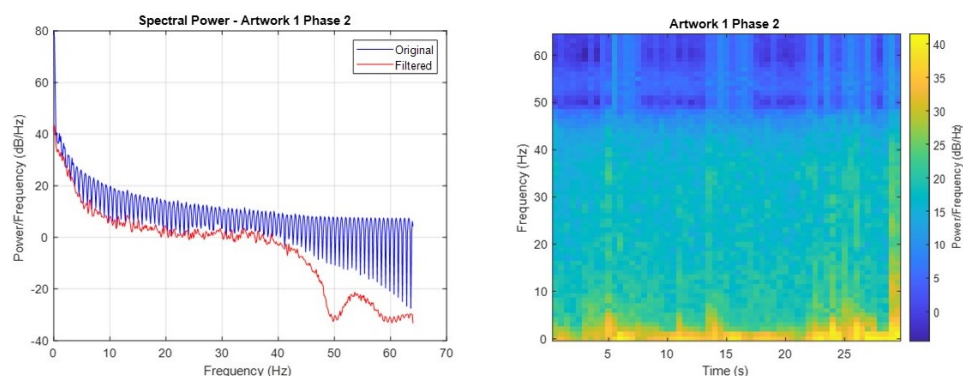 Spectral Power - Artwork 1 Phase 2
Original
Filtered
80
60
40
20
0
-20
-40
Power/Frequency (dB/Hz)
0 10 20 30 40 50 60 70
Frequency (Hz)
Artwork 1 Phase 2
60
50
40
30
20
10
0
Frequency (Hz)
5 10 15 20 25
Time (s)
40
35
30
25
20
15
10
5
0
Power/Frequency (dB/Hz)